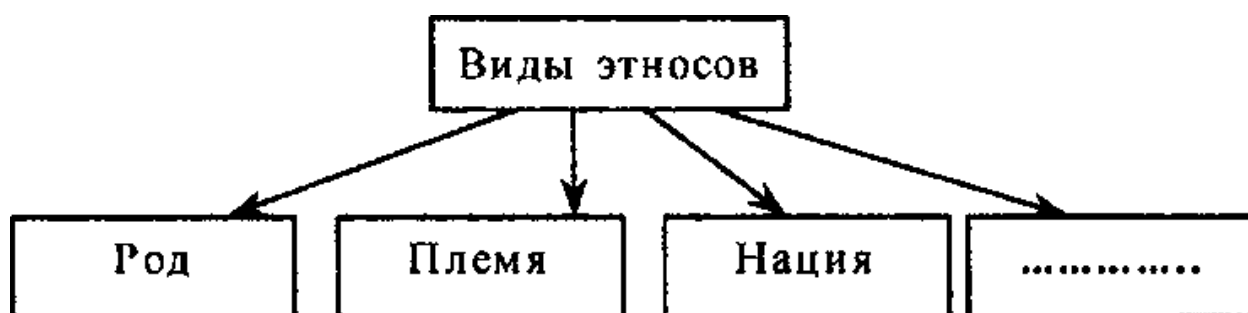 Виды этносов
Род
Племя
Нация
..............